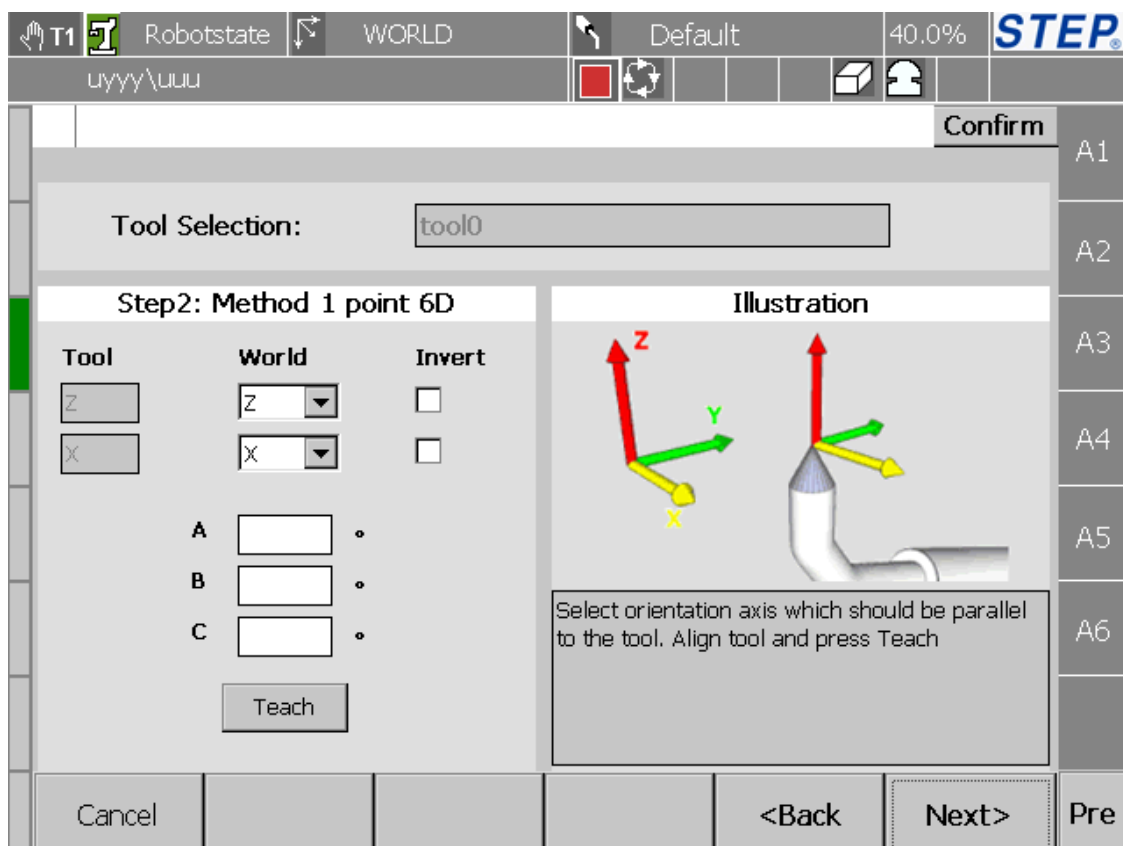 T1 Robotstate WORLD Default 40.0% STEP®
uyyy\uuu
Confirm
A1
Tool Selection: tool0
A2
Step2: Method 1 point 6D
Tool World Invert
Z Z
X X
A °
B °
C °
Teach
Illustration
Z
Y
X
Select orientation axis which should be parallel
to the tool. Align tool and press Teach
A3
A4
A5
A6
Cancel <Back Next> Pre